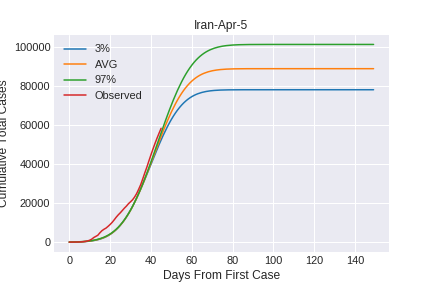 Iran-Apr-5
3%
AVG
97%
Observed
100000
80000
60000
40000
20000
0
Cumulative Total Cases
0 20 40 60 80 100 120 140
Days From First Case